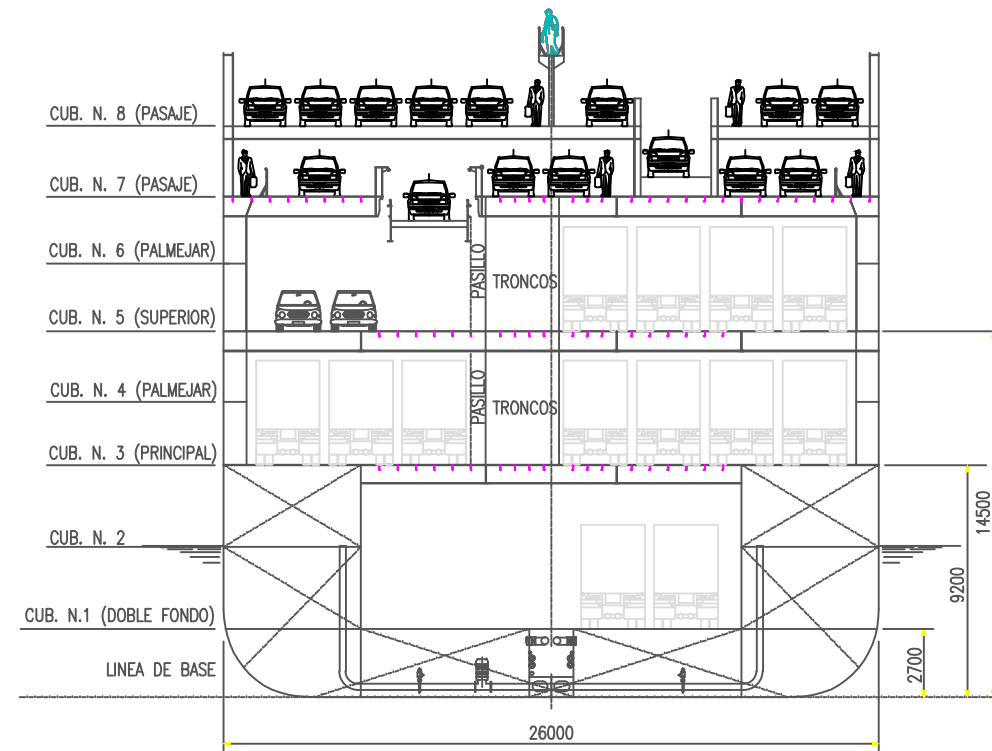 CUB. N. 8 (PASAJE)
CUB. N. 7 (PASAJE)
CUB. N. 6 (PALMEJAR)
PASILLO
TRONCOS
CUB. N. 5 (SUPERIOR)
CUB. N. 4 (PALMEJAR)
PASILLO
TRONCOS
CUB. N. 3 (PRINCIPAL)
14500
CUB. N. 2
9200
CUB. N.1 (DOBLE FONDO)
2700
LINEA DE BASE
26000